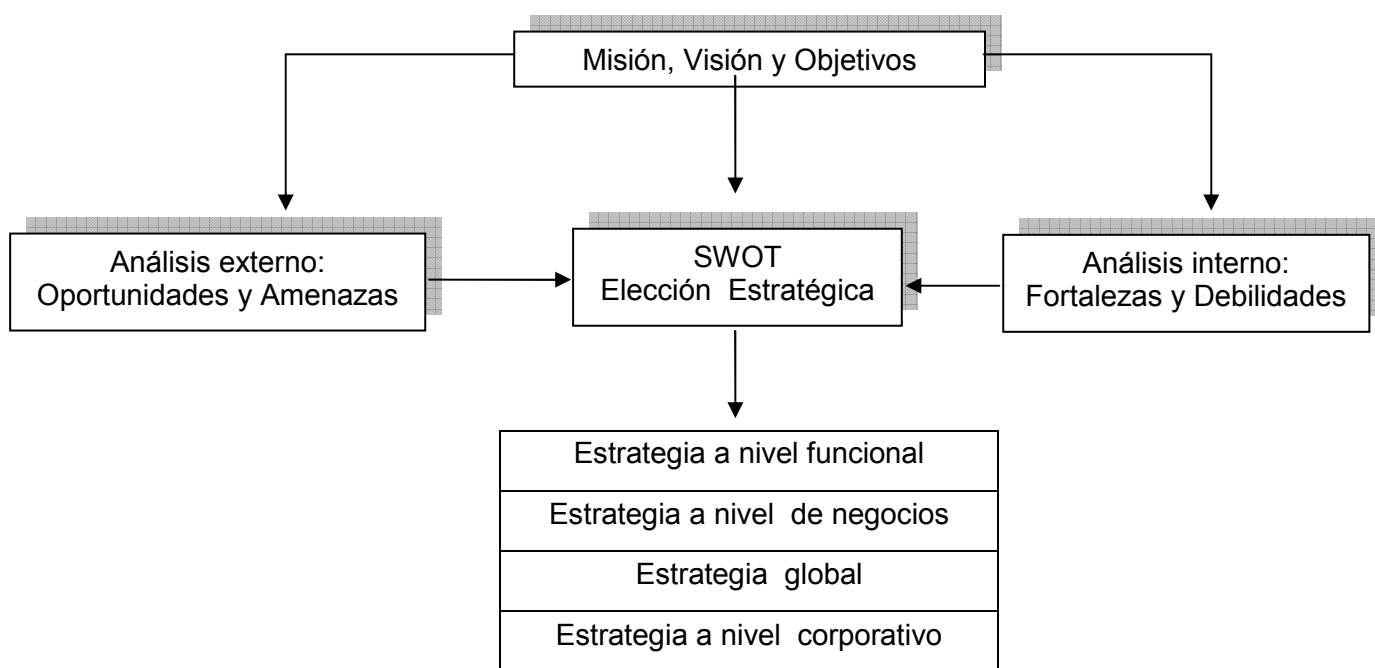 Misión, Visión y Objetivos
Análisis externo:
Oportunidades y Amenazas
SWOT
Elección Estratégica
Análisis interno:
Fortalezas y Debilidades
Estrategia a nivel funcional
Estrategia a nivel de negocios
Estrategia global
Estrategia a nivel corporativo